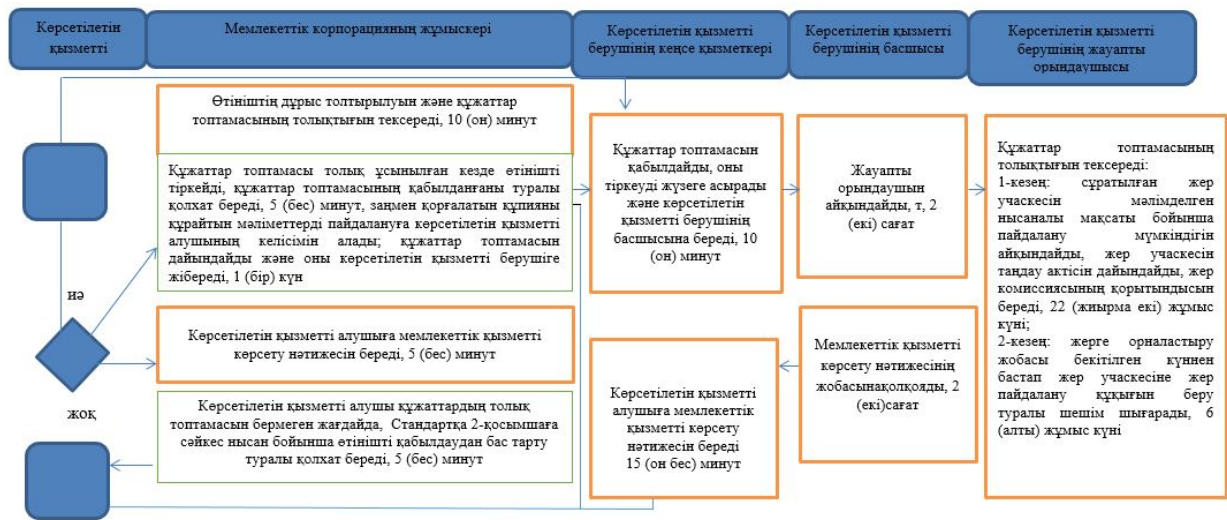 Көрсетілетін
қызметті
Мемлекеттік корпорацияның жұмыскері
Көрсетілетін қызметті
берушінің кеңсе қызметкері
Көрсетілетін қызметті
берушінің басшысы
Көрсетілетін қызметті
берушінің жауапты
орындаушысы
Өтініштің дұрыс толтырылуын және құжаттар
топтамасының толықтығын тексереді, 10 (он) минут
Құжаттар топтамасы толық ұсынылған кезде өтінішті
тіркейді, құжаттар топтамасының қабылданғаны туралы
қолхат береді, 5 (бес) минут, заңмен қорғалатын құпияны
құрайтын мәліметтерді пайдалануға көрсетілетін қызметті
алушының келісімін алады; құжаттар топтамасын
дайындайды және оны көрсетілетін қызметті берушіге
жібереді, 1 (бір) күн
Құжаттар топтамасын
қабылдайды, оны
тіркеуді жүзеге асырады
және көрсетілетін
қызметті берушінің
басшысына береді, 10
(он) минут
Жауапты
орындаушын
айқындайды, т, 2
(екі) сағат
Құжаттар топтамасының
толықтығын тексереді:
1-кезең: сұратылған жер
учаскесін мәлімделген
нысаналы мақсаты бойынша
пайдалану мүмкіндігін
айқындайды, жер учаскесін
таңдау актісін дайындайды, жер
комиссиясының қорытындысын
береді, 22 (жиырма екі) жұмыс
күні;
2-кезең: жерге орналастыру
жобасы бекітілген күннен
бастап жер учаскесіне жер
пайдалану құқығын беру
туралы шешім шығарады, 6
(алты) жұмыс күні
иә
жоқ
Көрсетілетін қызметті алушыға мемлекеттік қызметті
көрсету нәтижесін береді, 5 (бес) минут
Көрсетілетін қызметті алушы құжаттардың толық
топтамасын бермеген жағдайда, Стандартқа 2-қосымшаға
сәйкес нысан бойынша өтінішті қабылдаудан бас тарту
туралы қолхат береді, 5 (бес) минут
Көрсетілетін қызметті
алушыға мемлекеттік
қызметті көрсету
нәтижесін береді
15 (он бес) минут
Мемлекеттік қызметті
көрсету нәтижесінің
жобасынақолқояды, 2
(екі)сағат